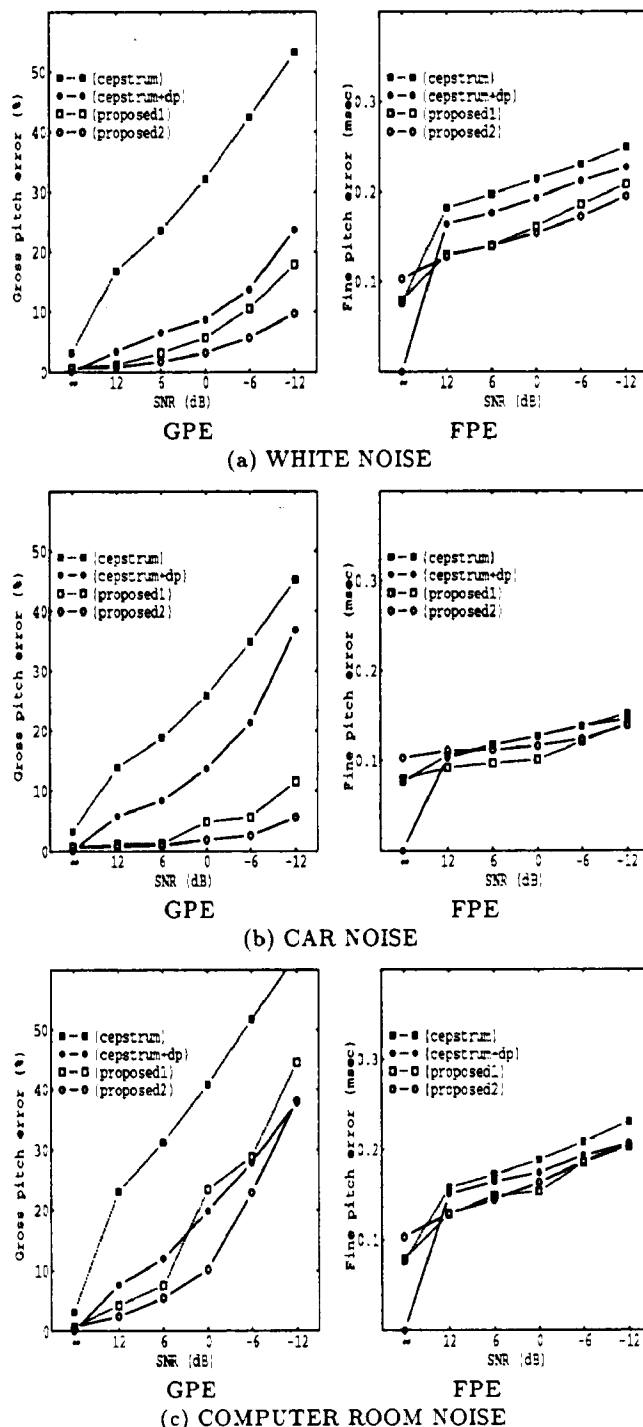 Gross pitch error (%)
50
40
30
20
10
0
(cepstrum)
(cepstrum+dp)
(proposed1)
(proposed2)
∞ 12 6 0 -6 -12
SNR (dB)
GPE
Fine pitch error (msec)
0.3
0.2
0.1
(cepstrum)
(cepstrum+dp)
(proposed1)
(proposed2)
∞ 12 6 0 -6 -12
SNR (dB)
FPE
(a) WHITE NOISE
Gross pitch error (%)
50
40
30
20
10
0
(cepstrum)
(cepstrum+dp)
(proposed1)
(proposed2)
∞ 12 6 0 -6 -12
SNR (dB)
GPE
Fine pitch error (msec)
0.3
0.2
0.1
(cepstrum)
(cepstrum+dp)
(proposed1)
(proposed2)
∞ 12 6 0 -6 -12
SNR (dB)
FPE
(b) CAR NOISE
Gross pitch error (%)
50
40
30
20
10
0
(cepstrum)
(cepstrum+dp)
(proposed1)
(proposed2)
∞ 12 6 0 -6 -12
SNR (dB)
GPE
Fine pitch error (msec)
0.3
0.2
0.1
(cepstrum)
(cepstrum+dp)
(proposed1)
(proposed2)
∞ 12 6 0 -6 -12
SNR (dB)
FPE
(c) COMPUTER ROOM NOISE